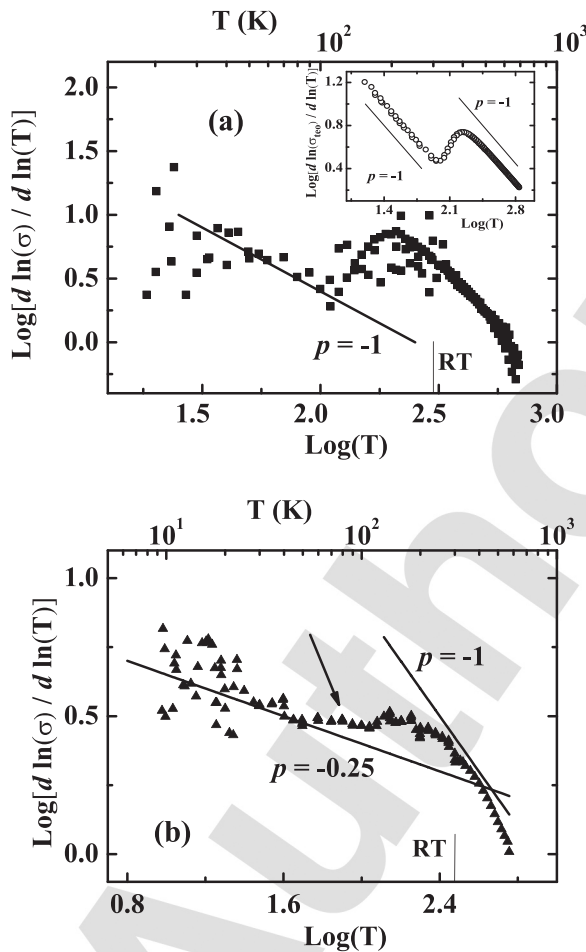 T (K)
10² 10³
2.0
1.5
1.0
0.5
0.0
Log[d ln(σ) / d ln(T)]
(a)
p = -1
RT
1.5 2.0 2.5 3.0
Log(T)
1.2
0.8
0.4
Log[d ln(σ_teo) / d ln(T)]
p = -1
p = -1
1.4 2.1 2.8
Log(T)
T (K)
10¹ 10² 10³
1.0
0.5
0.0
Log[d ln(σ) / d ln(T)]
p = -1
p = -0.25
(b)
RT
0.8 1.6 2.4
Log(T)